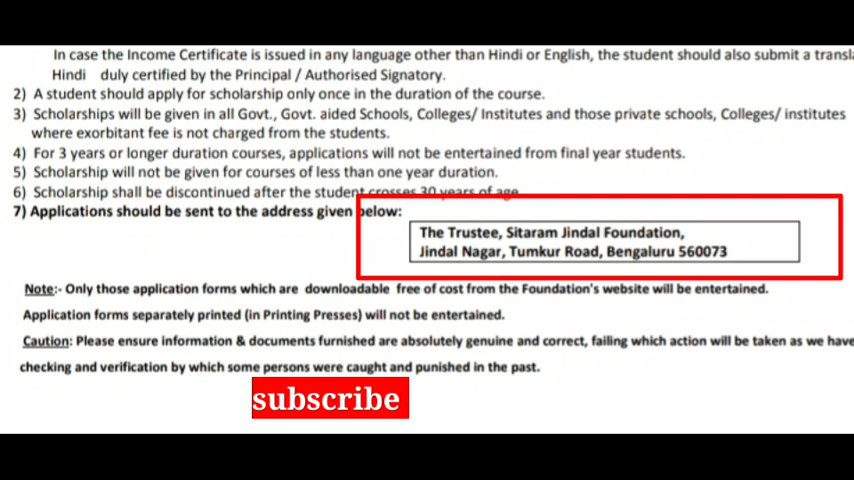 In case the Income Certificate is issued in any language other than Hindi or English, the student should also submit a
Hindi duly certified by the Principal / Authorised Signatory.
2) A student should apply for scholarship only once in the duration of the course.
3) Scholarships will be given in all Govt., Govt. aided Schools, Colleges/ Institutes and those private schools, Colleges/ institutes
where exorbitant fee is not charged from the students.
4) For 3 years or longer duration courses, applications will not be entertained from final year students.
5) Scholarship will not be given for courses of less than one year duration.
6) Scholarship shall be discontinued after the student crosses 30 years of age
7) Applications should be sent to the address given below:
The Trustee, Sitaram Jindal Foundation,
Jindal Nagar, Tumkur Road, Bengaluru 560073
Note:- Only those application forms which are downloadable free of cost from the Foundation's website will be entertained.
Application forms separately printed (in Printing Presses) will not be entertained.
Caution: Please ensure information & documents furnished are absolutely genuine and correct, failing which action will be taken as we have
checking and verification by which some persons were caught and punished in the past.
subscribe